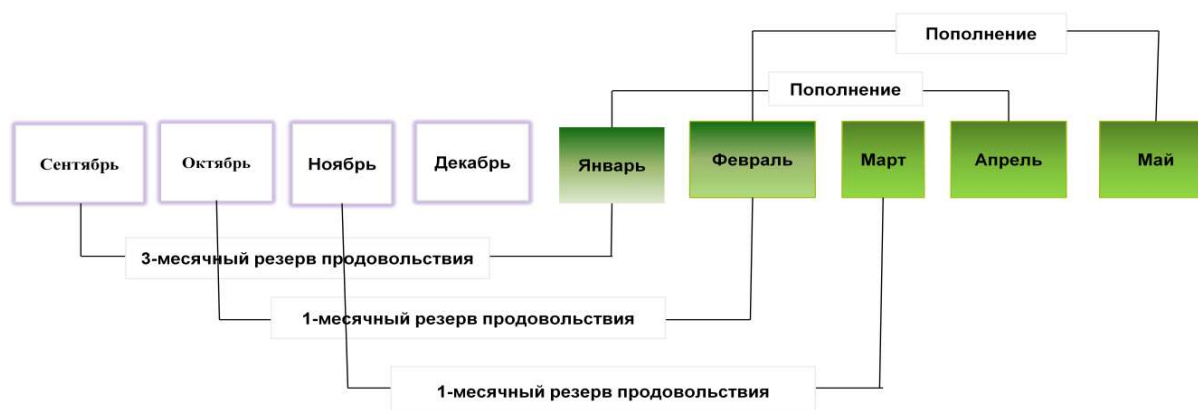 Пополнение
Пополнение
Сентябрь
Октябрь
Ноябрь
Декабрь
Январь
Февраль
Март
Апрель
Май
3-месячный резерв продовольствия
1-месячный резерв продовольствия
1-месячный резерв продовольствия